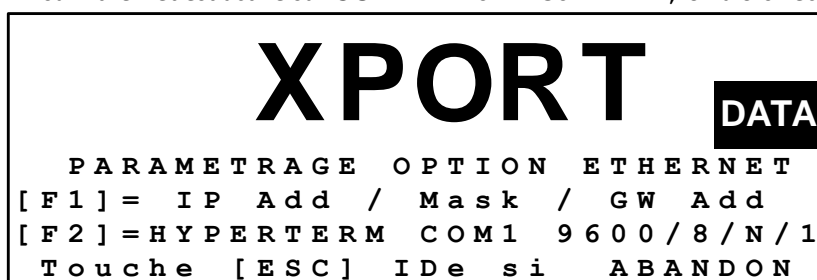 XPORT
DATA
PARAMETRAGE OPTION ETHERNET
[F1]= IP Add / Mask / GW Add
[F2]=HYPERTERM COM1 9600/8/N/1
Touche [ESC] IDe si ABANDON